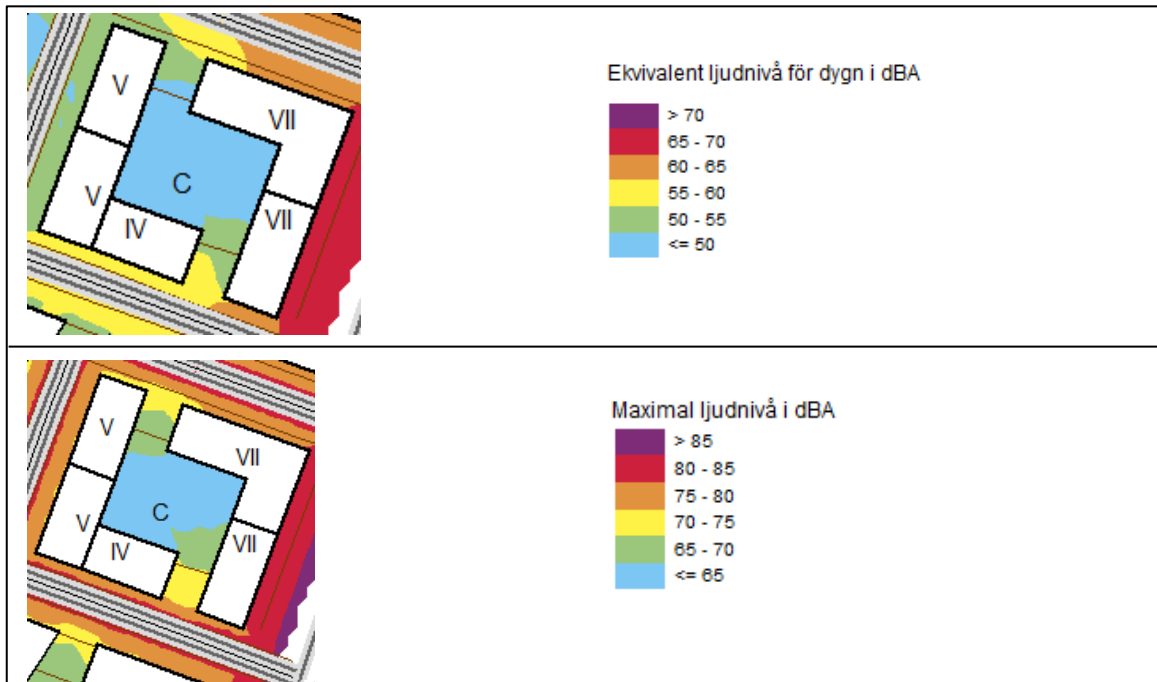 V
VII
C
V
IV
VII
Ekvivalent ljudnivå för dygn i dBA
> 70
65 - 70
60 - 65
55 - 60
50 - 55
<= 50
V
VII
C
V
IV
VII
Maximal ljudnivå i dBA
> 85
80 - 85
75 - 80
70 - 75
65 - 70
<= 65